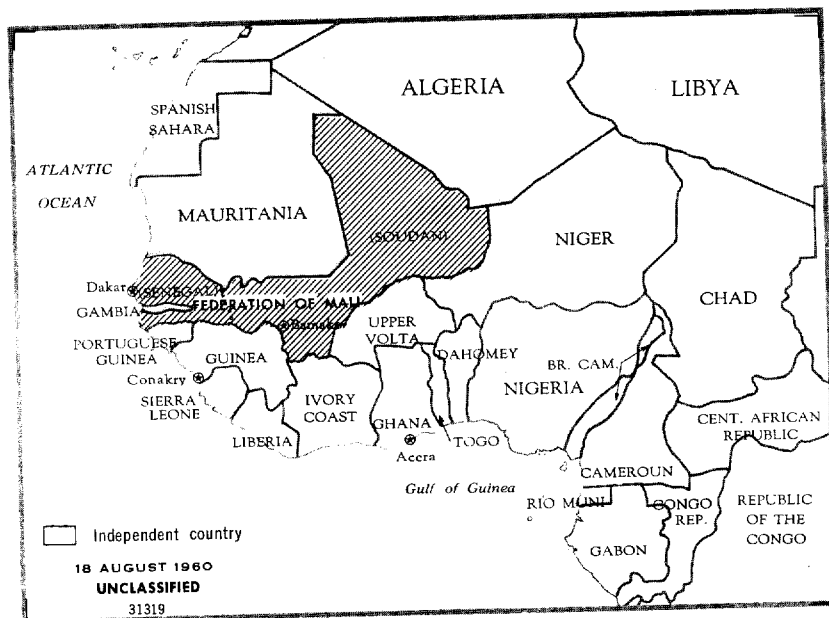 ALGERIA
LIBYA
SPANISH
SAHARA
ATLANTIC
OCEAN
MAURITANIA
(SOUDAN)
NIGER
CHAD
Dakar
(SENEGAL)
GAMBIA
FEDERATION OF MALI
Bamako
UPPER
VOLTA
DAHOMEY
PORTUGUESE
GUINEA
GUINEA
BR. CAM.
NIGERIA
Conakry
SIERRA
LEONE
IVORY
COAST
GHANA
LIBERIA
TOGO
Accra
CENT. AFRICAN
REPUBLIC
CAMEROUN
Gulf of Guinea
RIO MUNI
CONGO
REP.
REPUBLIC
OF THE
CONGO
GABON
Independent country
18 AUGUST 1960
UNCLASSIFIED
31319